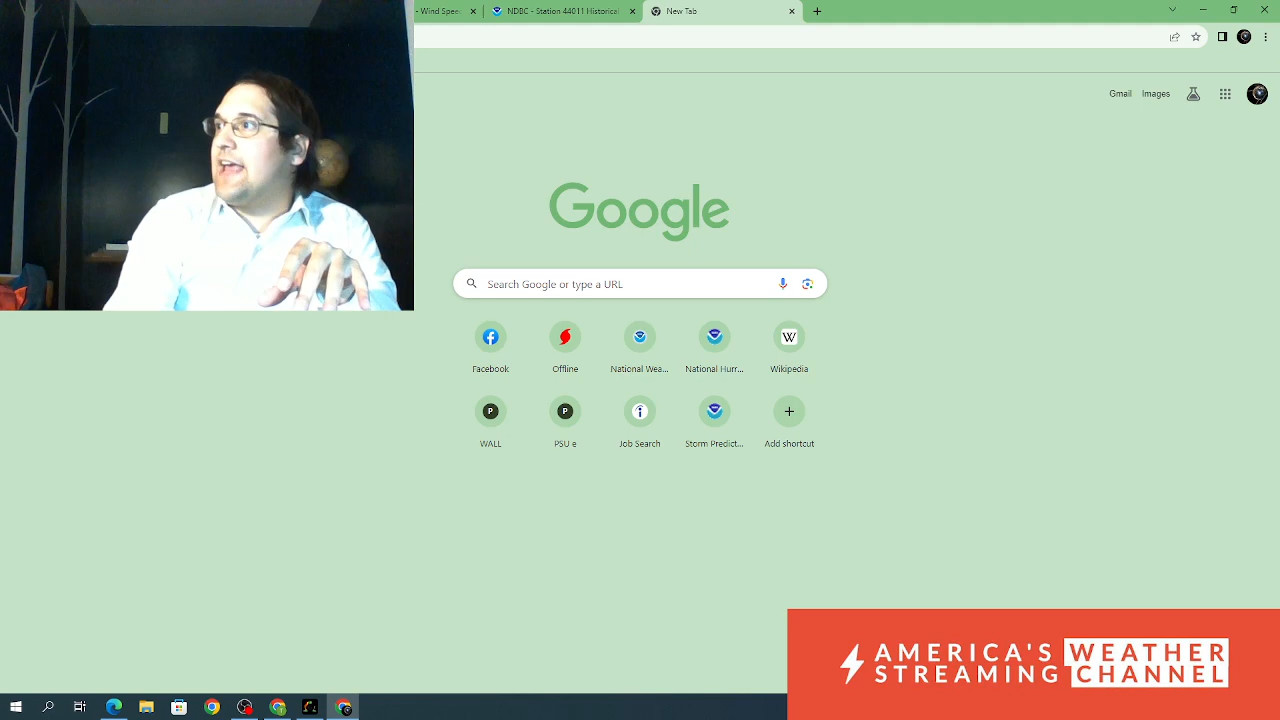 - Wind Spee
NDBC - Station 44011 Historical
New Tab
Gmail
Images
Google
Search Google or type a URL
Facebook
Offline
National Wea...
National Hurr...
Wikipedia
WALL
PSU e
Job Search
Storm Predict...
Add shortcut
AMERICA'S WEATHER
STREAMING CHANNEL